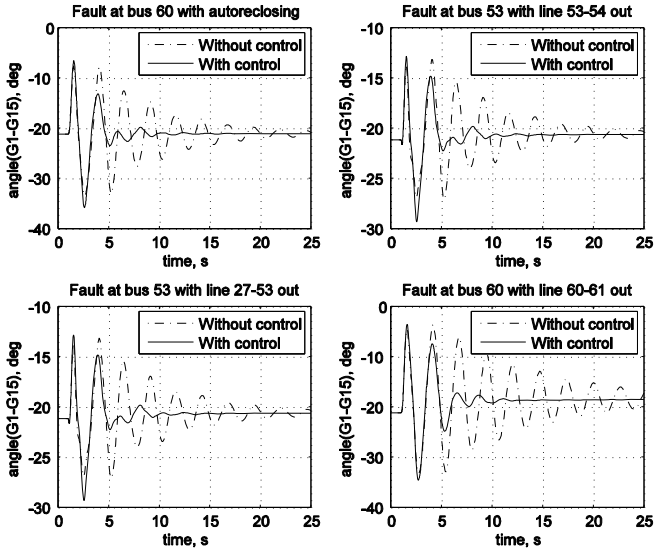 Fault at bus 60 with autoreclosing
angle(G1-G15), deg
0
-10
-20
-30
-40
Without control
With control
0 5 10 15 20 25
time, s
Fault at bus 53 with line 53-54 out
angle(G1-G15), deg
-10
-15
-20
-25
-30
Without control
With control
0 5 10 15 20 25
time, s
Fault at bus 53 with line 27-53 out
angle(G1-G15), deg
-10
-15
-20
-25
-30
Without control
With control
0 5 10 15 20 25
time, s
Fault at bus 60 with line 60-61 out
angle(G1-G15), deg
0
-10
-20
-30
-40
Without control
With control
0 5 10 15 20 25
time, s